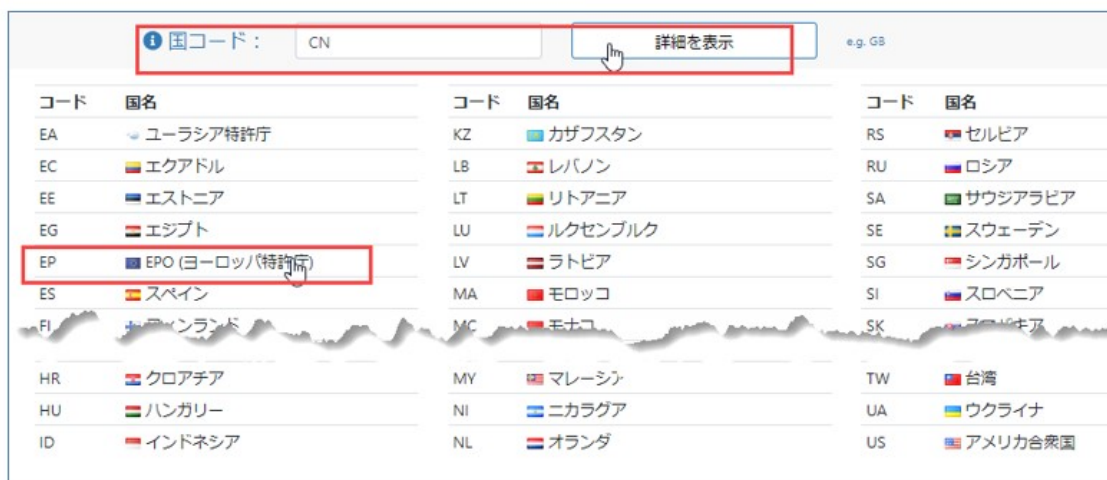 国コード： CN 詳細を表示 e.g. GB
コード 国名 コード 国名 コード 国名
EA ユーラシア特許庁 KZ カザフスタン RS セルビア
EC エクアドル LB レバノン RU ロシア
EE エストニア LT リトアニア SA サウジアラビア
EG エジプト LU ルクセンブルク SE スウェーデン
EP EPO (ヨーロッパ特許庁) LV ラトビア SG シンガポール
ES スペイン MA モロッコ SI スロベニア
FI MC モナコ SK
HR クロアチア MY マレーシア TW 台湾
HU ハンガリー NI ニカラグア UA ウクライナ
ID インドネシア NL オランダ US アメリカ合衆国